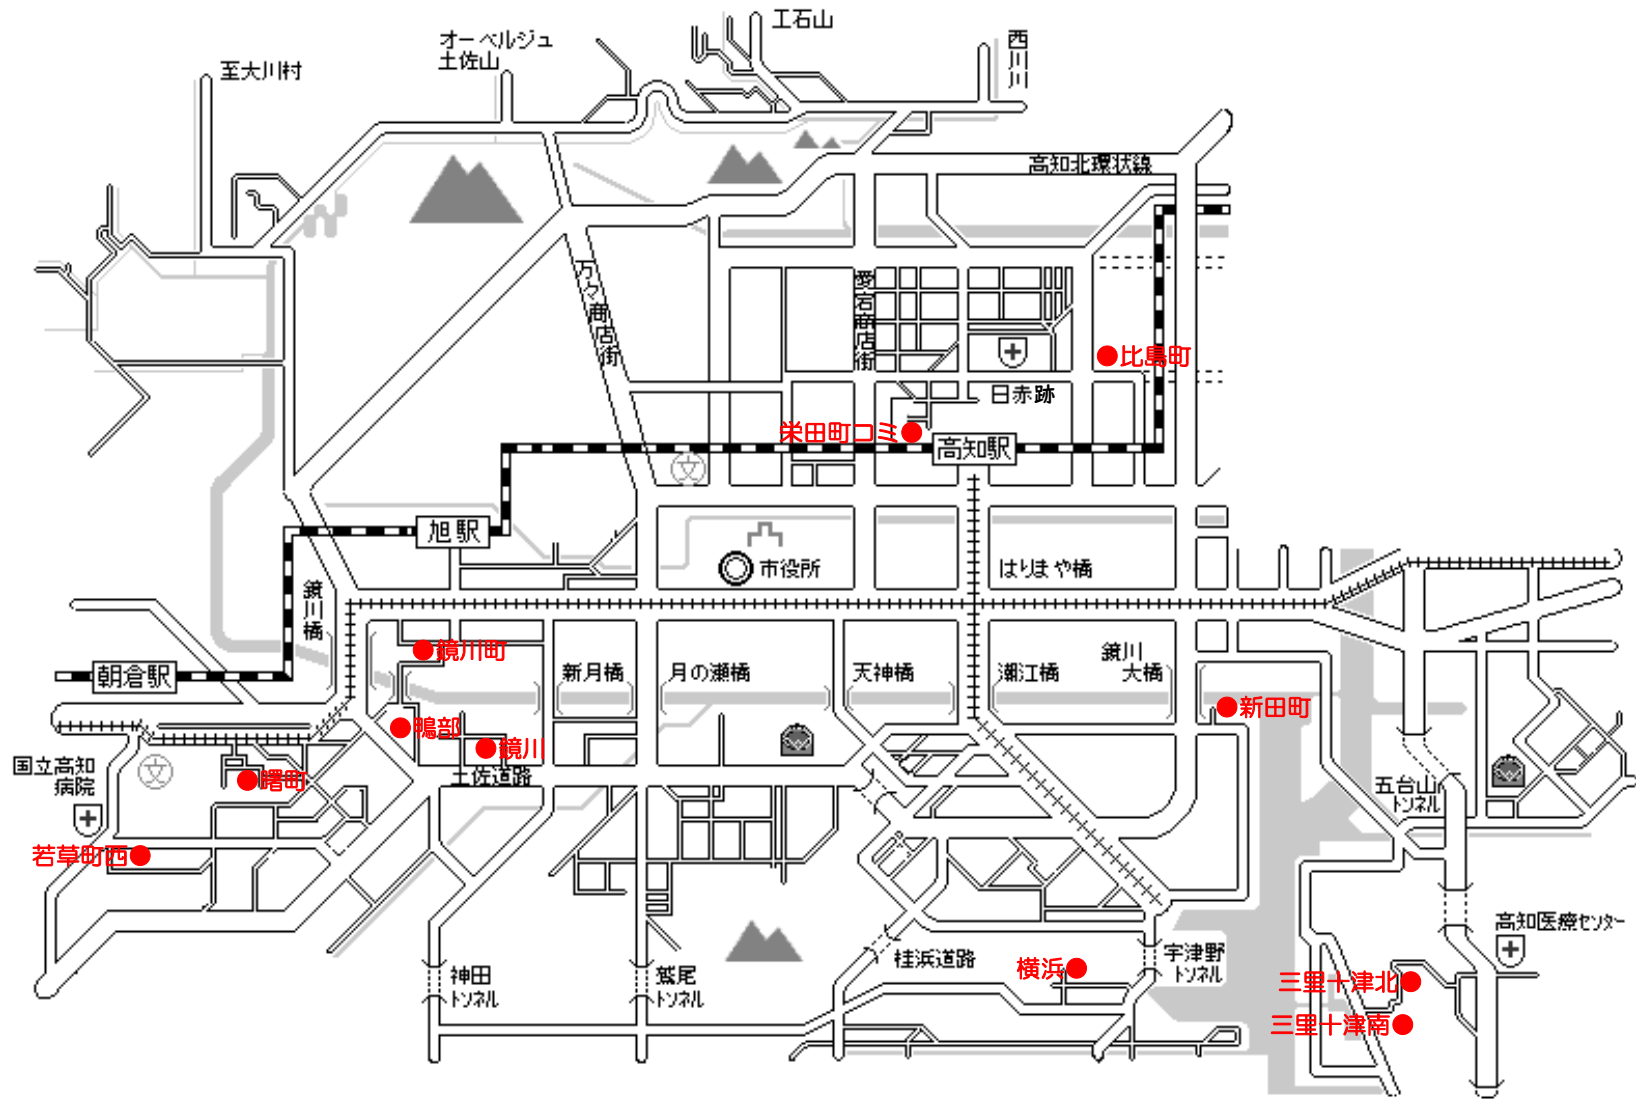 工石山
オーベルジュ
土佐山
西川川
至大川村
高知北環状線
万々商店街
愛宕商店街
比島町
日赤跡
栄田町コミ
高知駅
文
旭駅
市役所
はりまや橋
鏡川橋
鏡川町
新月橋
月の瀬橋
天神橋
潮江橋
鏡川
大橋
朝倉駅
新田町
鴨部
鏡川
土佐道路
国立高知
病院
文
曙町
五台山
トンネル
若草町西
高知医療センター
神田
トンネル
鷲尾
トンネル
桂浜道路
横浜
宇津野
トンネル
三里十津北
三里十津南